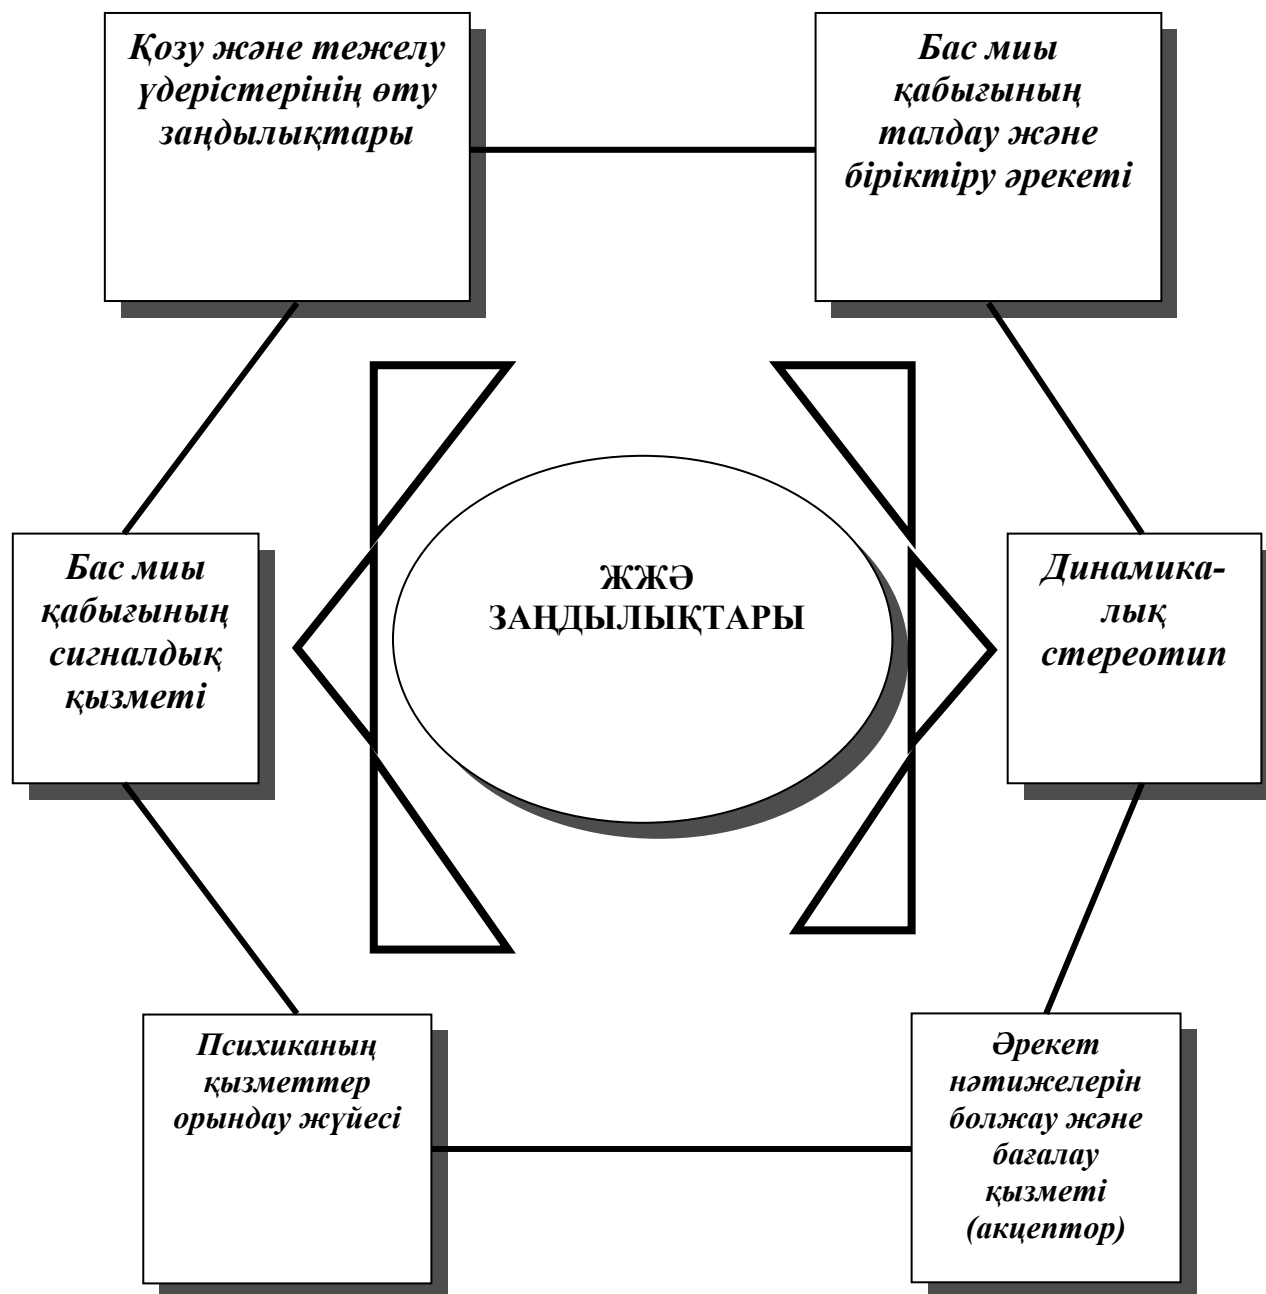 Қозу және тежелу
үдерістерінің өту
заңдылықтары
Бас миы
қабығының
талдау және
біріктіру әрекеті
Бас миы
қабығының
сигналдық
қызметі
ЖЖӘ
ЗАҢДЫЛЫҚТАРЫ
Динамика-
лық
стереотип
Психиканың
қызметтер
орындау жүйесі
Әрекет
нәтижелерін
болжау және
бағалау
қызметі
(акцептор)